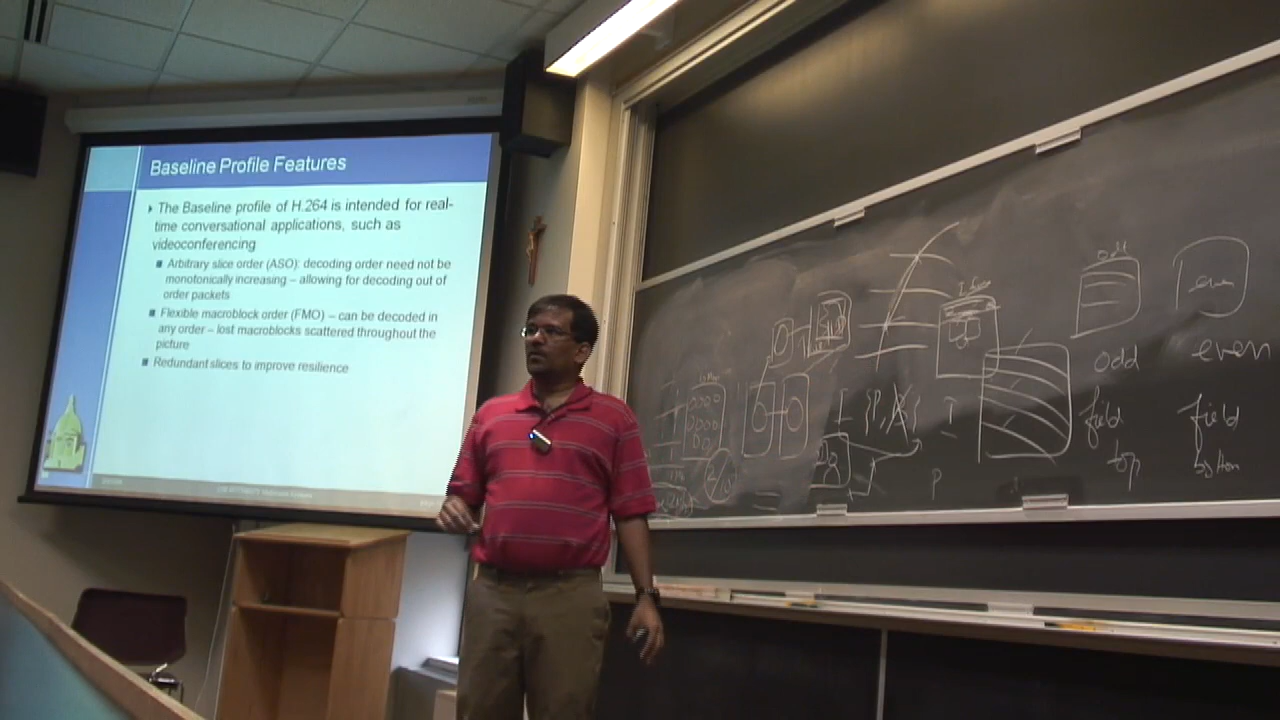 Baseline Profile Features
The Baseline profile of H.264 is intended for real-
time conversational applications, such as
videoconferencing
Arbitrary slice order (ASO): decoding order need not be
monotonically increasing – allowing for decoding out of
order packets
Flexible macroblock order (FMO) – can be decoded in
any order – lost macroblocks scattered throughout the
picture
Redundant slices to improve resilience
odd
even
odd even
field field
top bottom
I {P, B} I
P